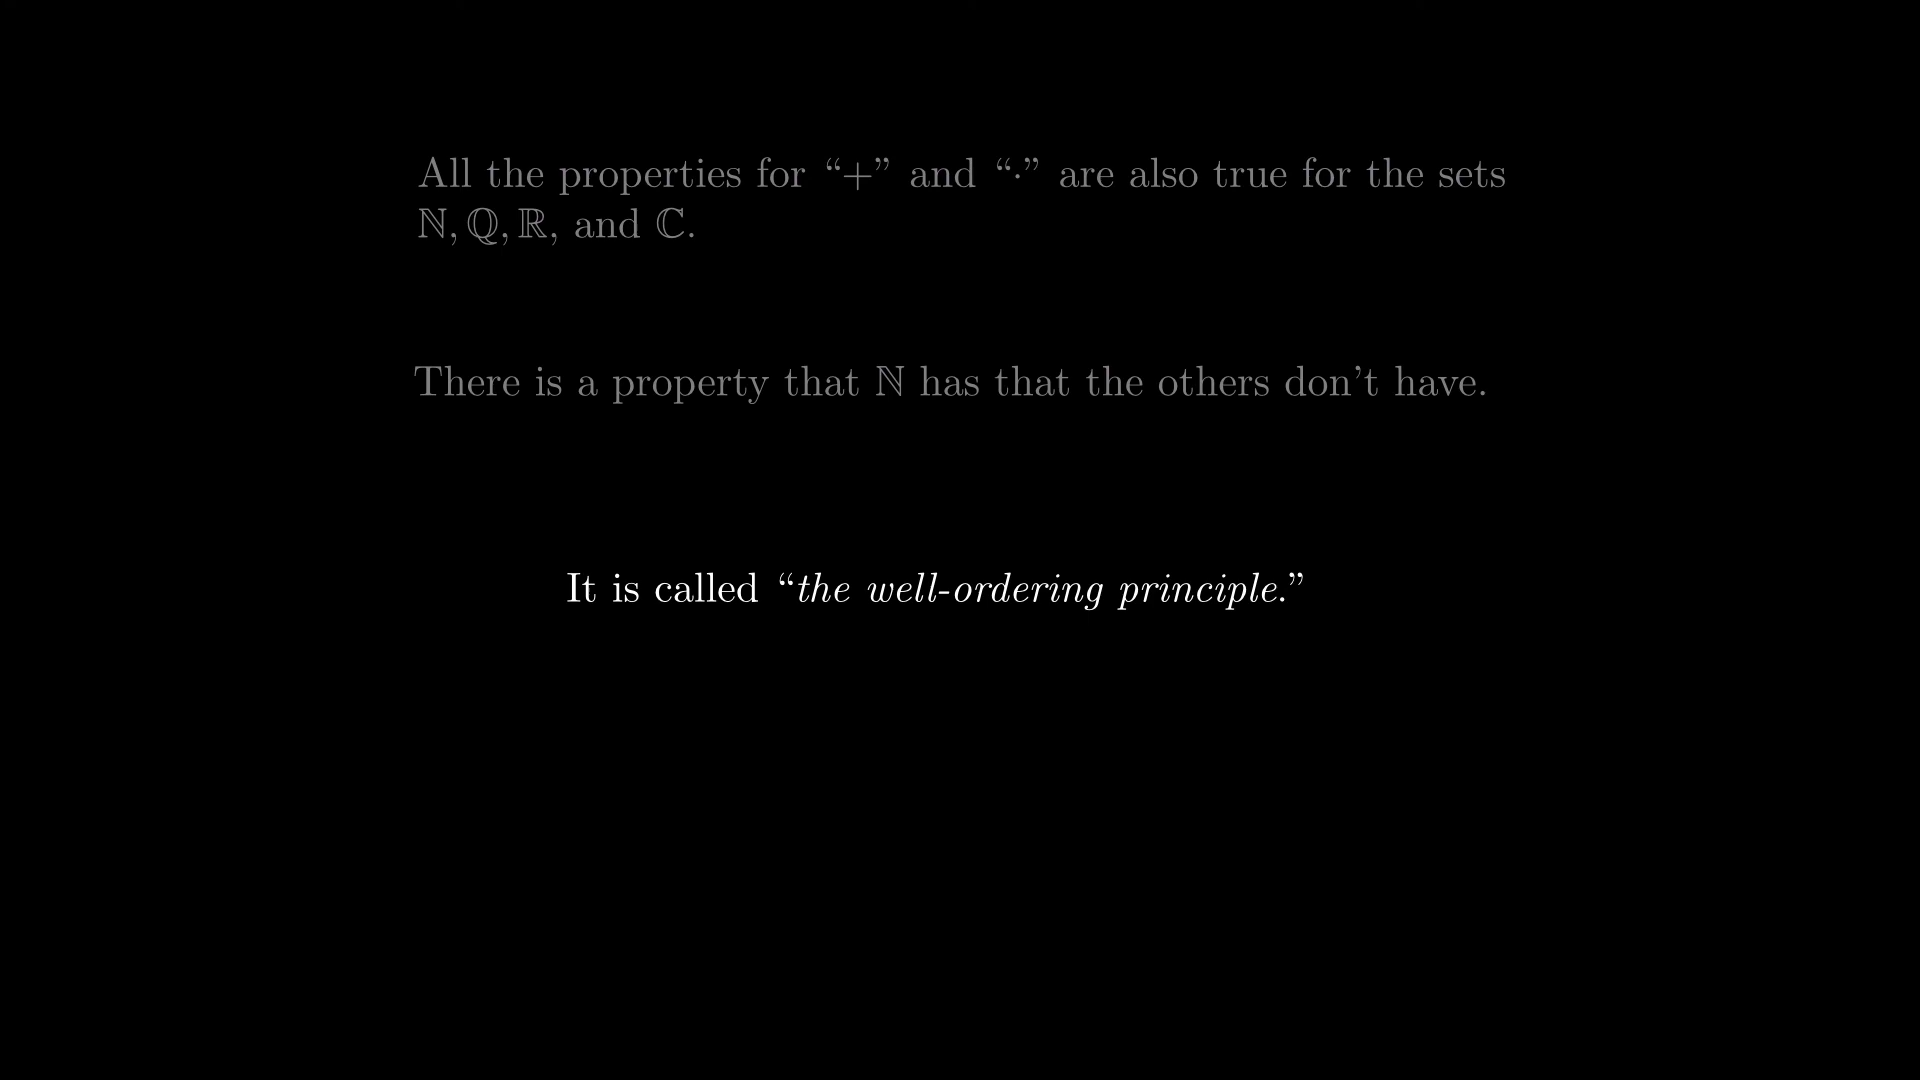 All the properties for “+” and “·” are also true for the sets
ℕ, ℚ, ℝ, and ℂ.
There is a property that ℕ has that the others don’t have.
It is called “the well-ordering principle.”